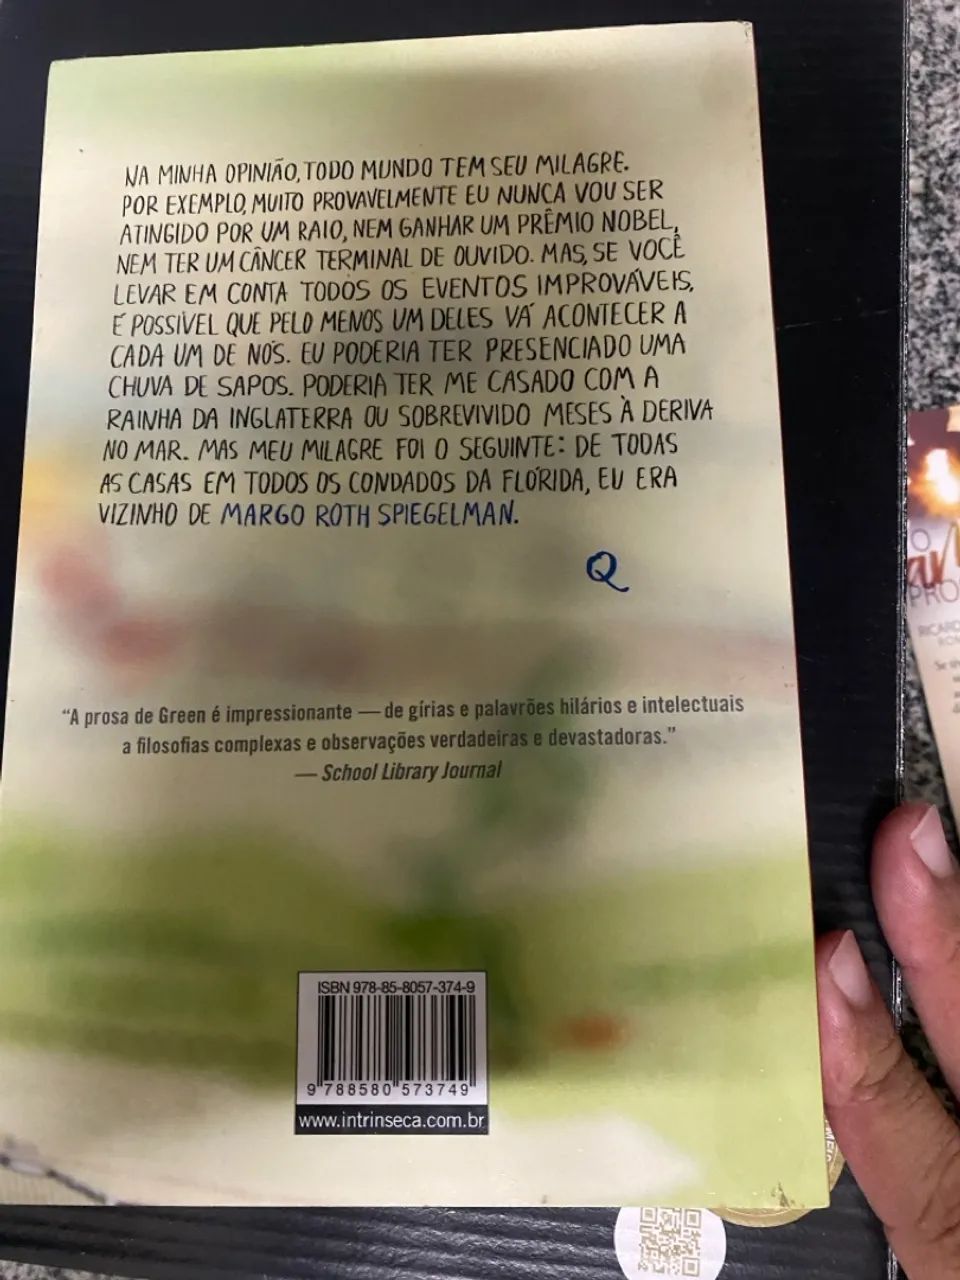 NA MINHA OPINIÃO, TODO MUNDO TEM SEU MILAGRE.
POR EXEMPLO, MUITO PROVAVELMENTE EU NUNCA VOU SER
ATINGIDO POR UM RAIO, NEM GANHAR UM PRÊMIO NOBEL,
NEM TER UM CÂNCER TERMINAL DE OUVIDO. MAS, SE VOCÊ
LEVAR EM CONTA TODOS OS EVENTOS IMPROVÁVEIS,
É POSSÍVEL QUE PELO MENOS UM DELES VÁ ACONTECER A
CADA UM DE NÓS. EU PODERIA TER PRESENCIADO UMA
CHUVA DE SAPOS. PODERIA TER ME CASADO COM A
RAINHA DA INGLATERRA OU SOBREVIVIDO MESES À DERIVA
NO MAR. MAS MEU MILAGRE FOI O SEGUINTE: DE TODAS
AS CASAS EM TODOS OS CONDADOS DA FLÓRIDA, EU ERA
VIZINHO DE MARGO ROTH SPIEGELMAN.
Q
“A prosa de Green é impressionante — de gírias e palavrões hilários e intelectuais
a filosofias complexas e observações verdadeiras e devastadoras.”
— School Library Journal
ISBN 978-85-8057-374-9
9 788580 573749
www.intrinseca.com.br
O